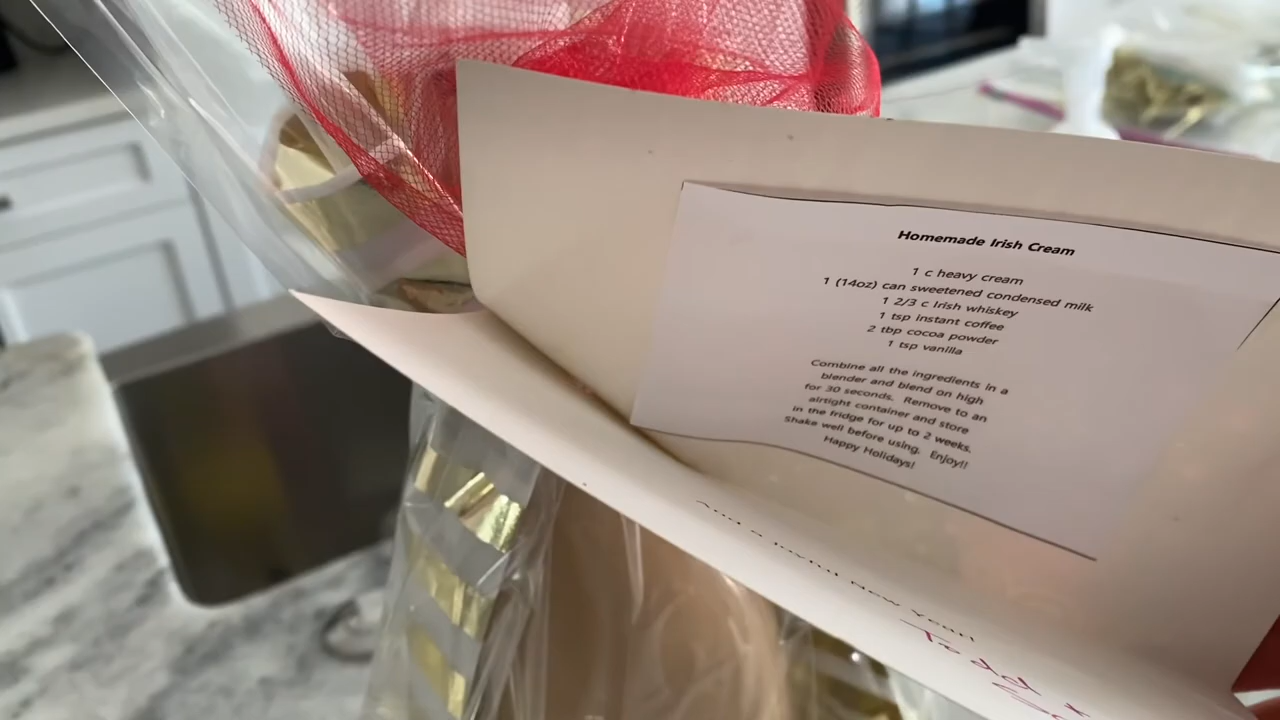 Homemade Irish Cream
1 c heavy cream
1 (14oz) can sweetened condensed milk
1 2/3 c Irish whiskey
1 tsp instant coffee
2 tbp cocoa powder
1 tsp vanilla
Combine all the ingredients in a
blender and blend on high
for 30 seconds. Remove to an
airtight container and store
in the fridge for up to 2 weeks.
Shake well before using. Enjoy!!
Happy Holidays!
And a Joyful New Year!
Todd